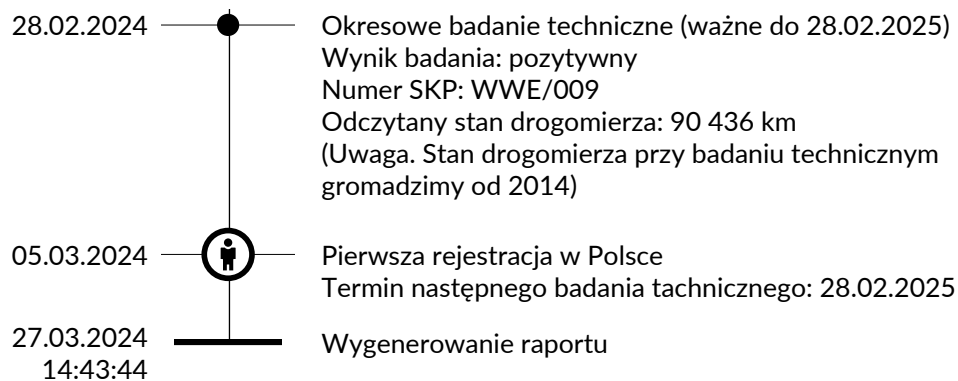 28.02.2024
Okresowe badanie techniczne (ważne do 28.02.2025)
Wynik badania: pozytywny
Numer SKP: WWE/009
Odczytany stan drogomierza: 90 436 km
(Uwaga. Stan drogomierza przy badaniu technicznym
gromadzimy od 2014)
05.03.2024
Pierwsza rejestracja w Polsce
Termin następnego badania tachnicznego: 28.02.2025
27.03.2024
14:43:44
Wygenerowanie raportu